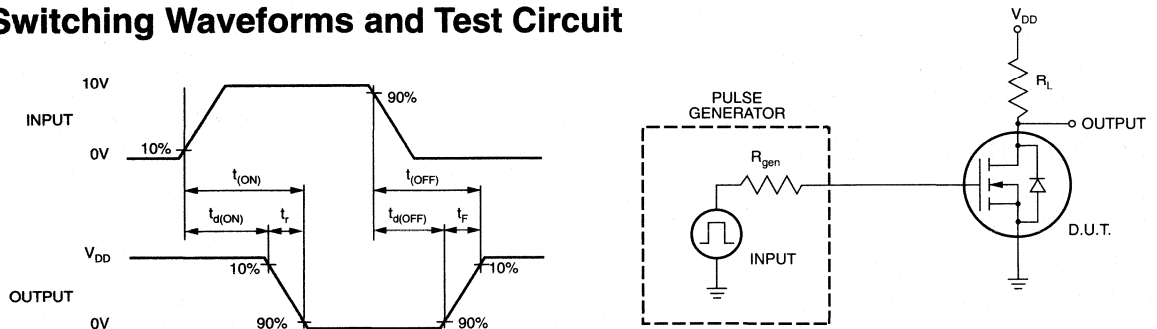 Switching Waveforms and Test Circuit
10V
INPUT
0V
10%
90%
t(ON)
t(OFF)
td(ON)
tr
td(OFF)
tF
VDD
10%
10%
OUTPUT
0V
90%
90%
VDD
RL
OUTPUT
PULSE
GENERATOR
Rgen
INPUT
D.U.T.